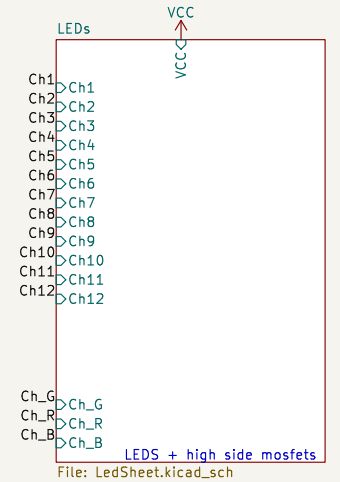 VCC
LEDs
VCC
Ch1
Ch1
Ch2
Ch2
Ch3
Ch3
Ch4
Ch4
Ch5
Ch5
Ch6
Ch6
Ch7
Ch7
Ch8
Ch8
Ch9
Ch9
Ch10
Ch10
Ch11
Ch11
Ch12
Ch12
Ch_G
Ch_G
Ch_R
Ch_R
Ch_B
Ch_B
LEDS + high side mosfets
File: LedSheet.kicad_sch